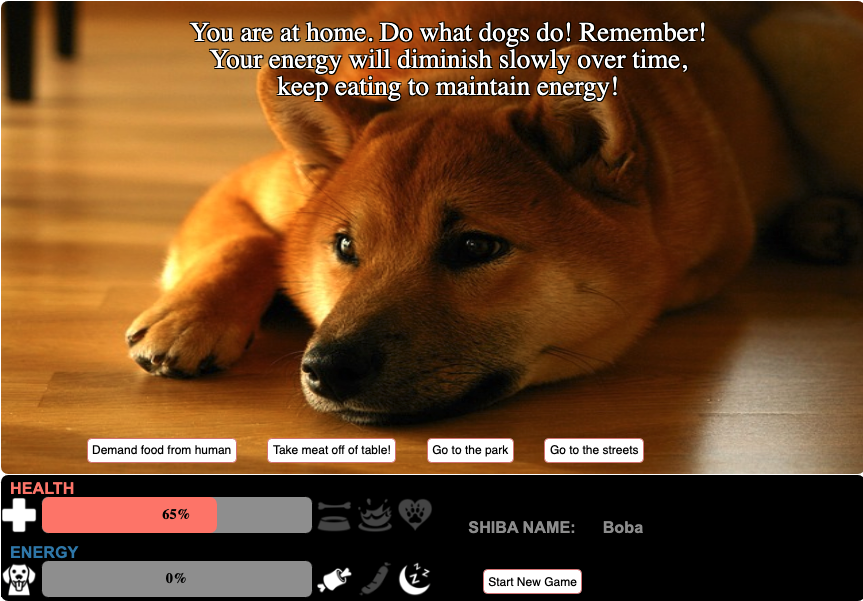 You are at home. Do what dogs do! Remember!
Your energy will diminish slowly over time,
keep eating to maintain energy!
Demand food from human
Take meat off of table!
Go to the park
Go to the streets
HEALTH
65%
SHIBA NAME: Boba
ENERGY
0%
Start New Game